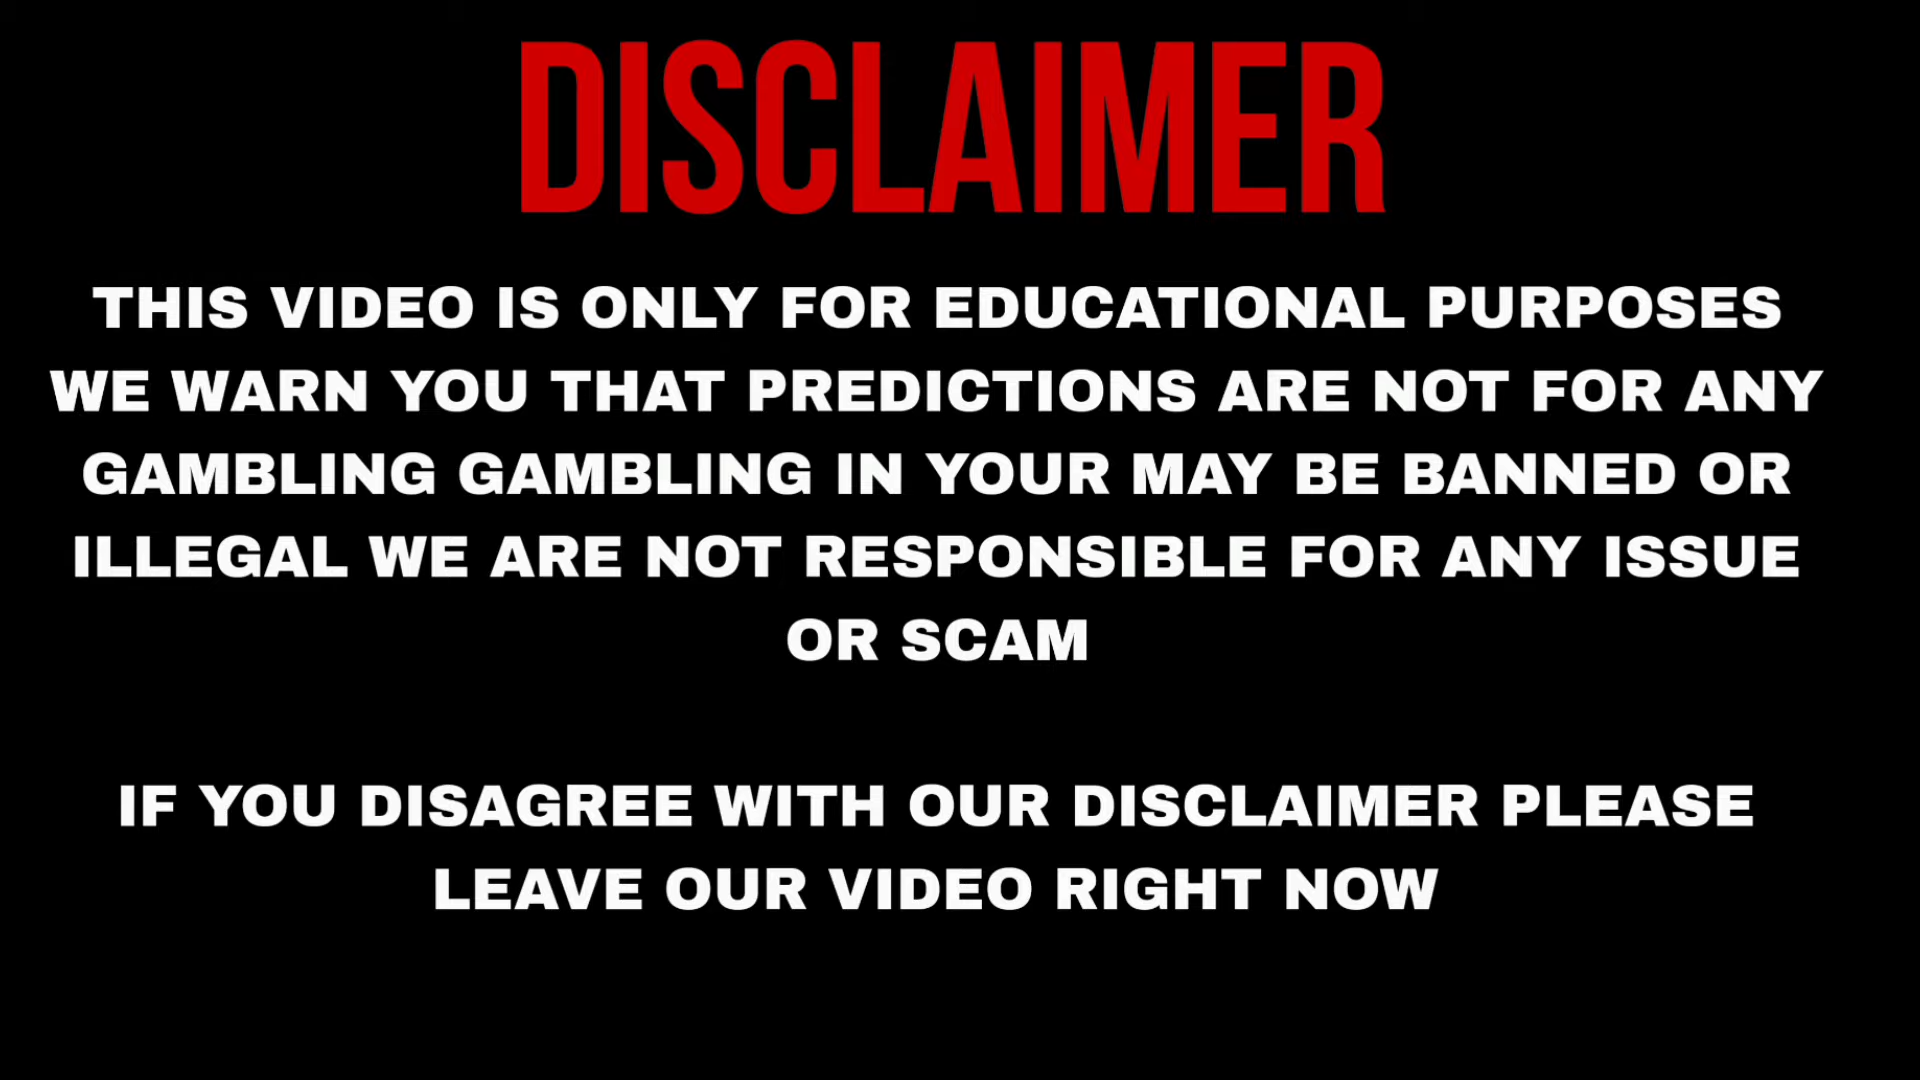 DISCLAIMER
THIS VIDEO IS ONLY FOR EDUCATIONAL PURPOSES
WE WARN YOU THAT PREDICTIONS ARE NOT FOR ANY
GAMBLING GAMBLING IN YOUR MAY BE BANNED OR
ILLEGAL WE ARE NOT RESPONSIBLE FOR ANY ISSUE
OR SCAM
IF YOU DISAGREE WITH OUR DISCLAIMER PLEASE
LEAVE OUR VIDEO RIGHT NOW